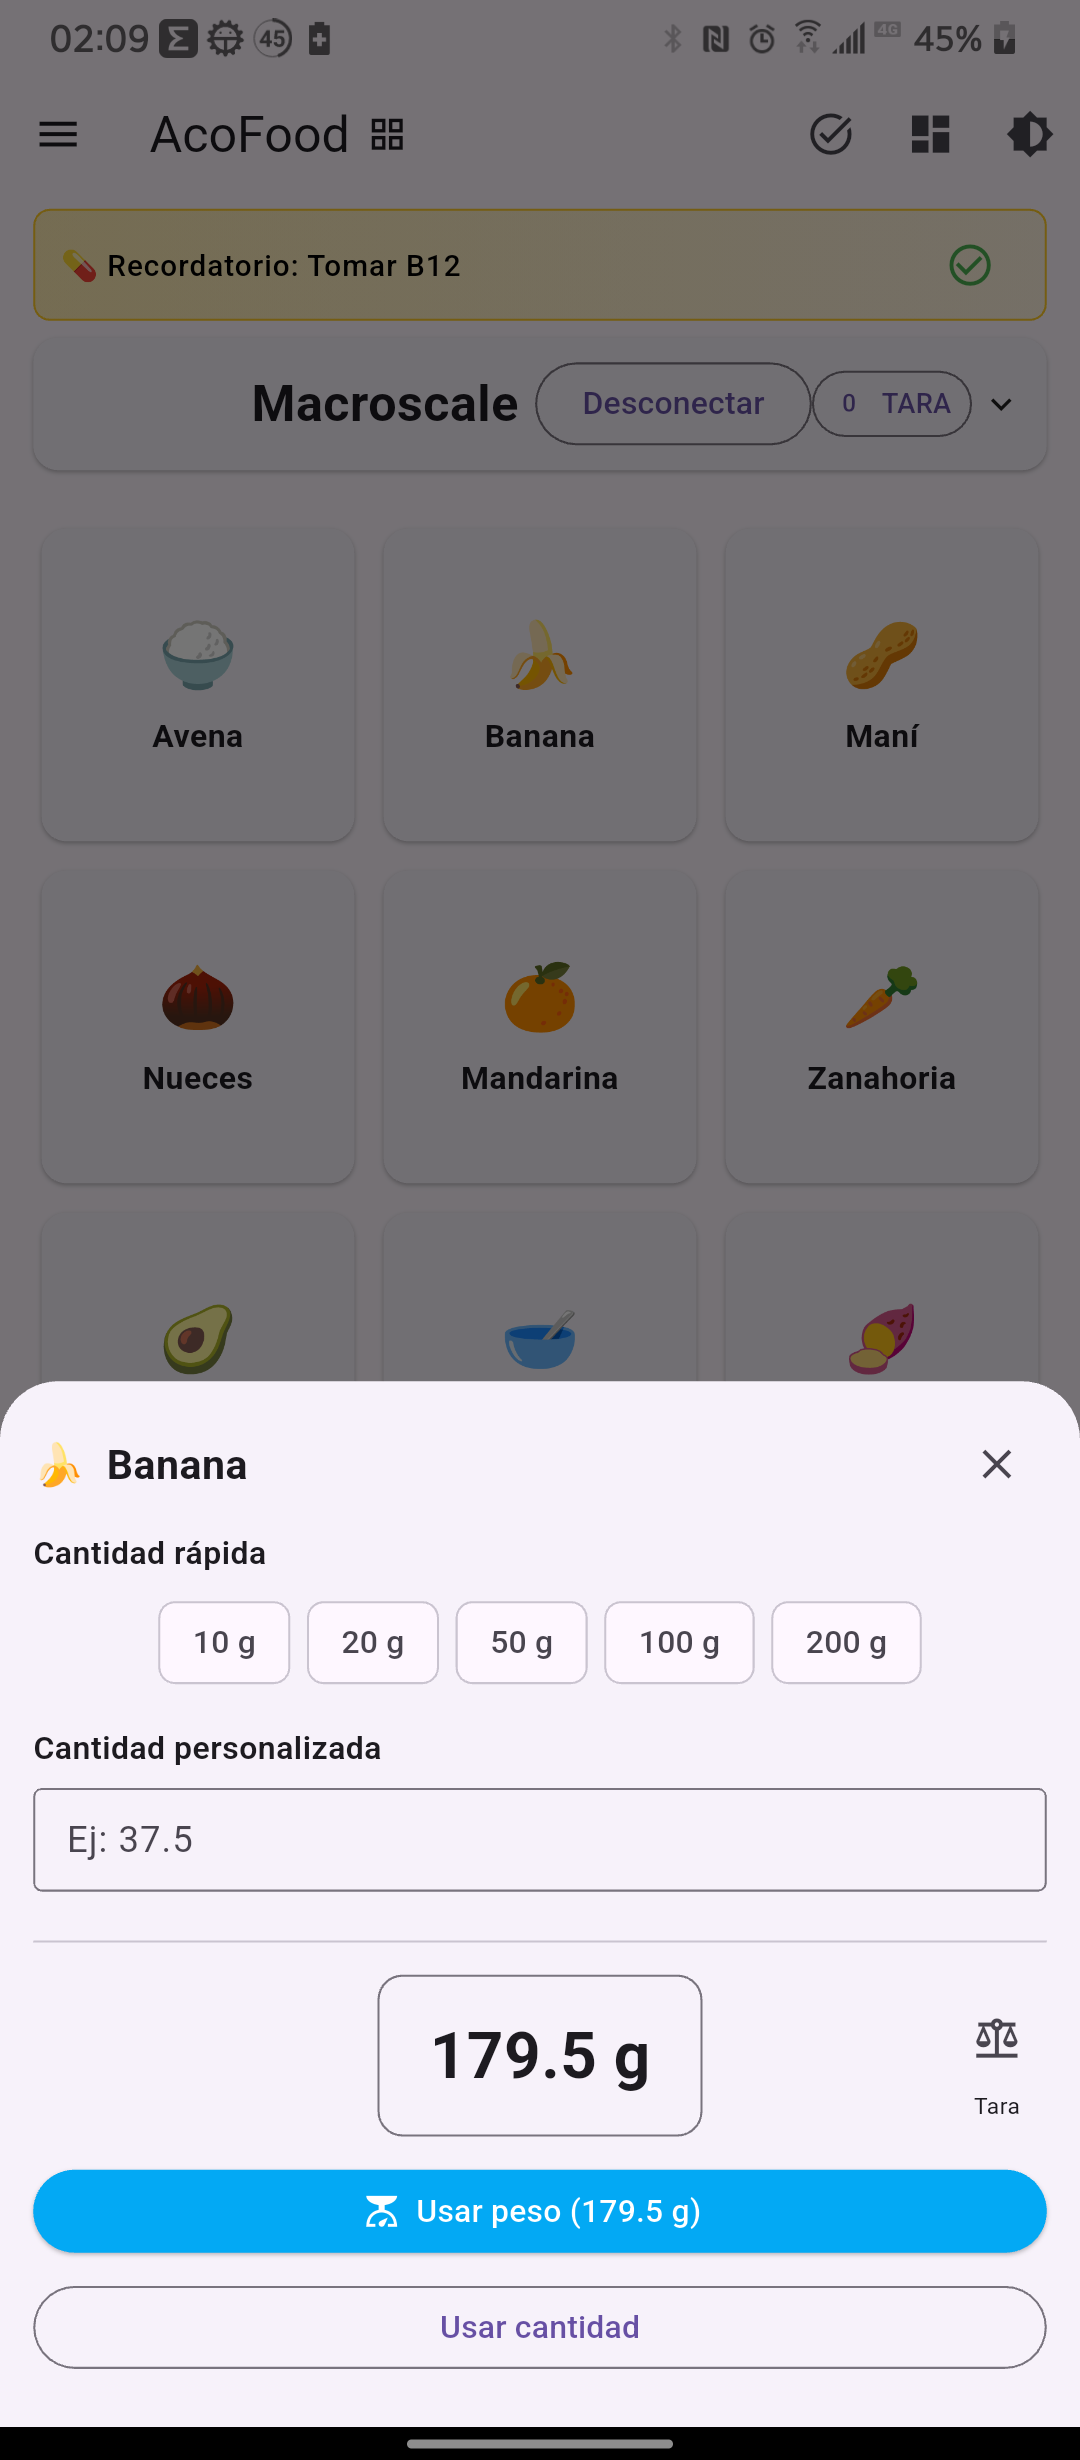 02:09 45 4G 45%
AcoFood
Recordatorio: Tomar B12
Macroscale Desconectar 0 TARA
Avena Banana Maní
Nueces Mandarina Zanahoria
Banana
Cantidad rápida
10 g 20 g 50 g 100 g 200 g
Cantidad personalizada
Ej: 37.5
179.5 g
Tara
Usar peso (179.5 g)
Usar cantidad